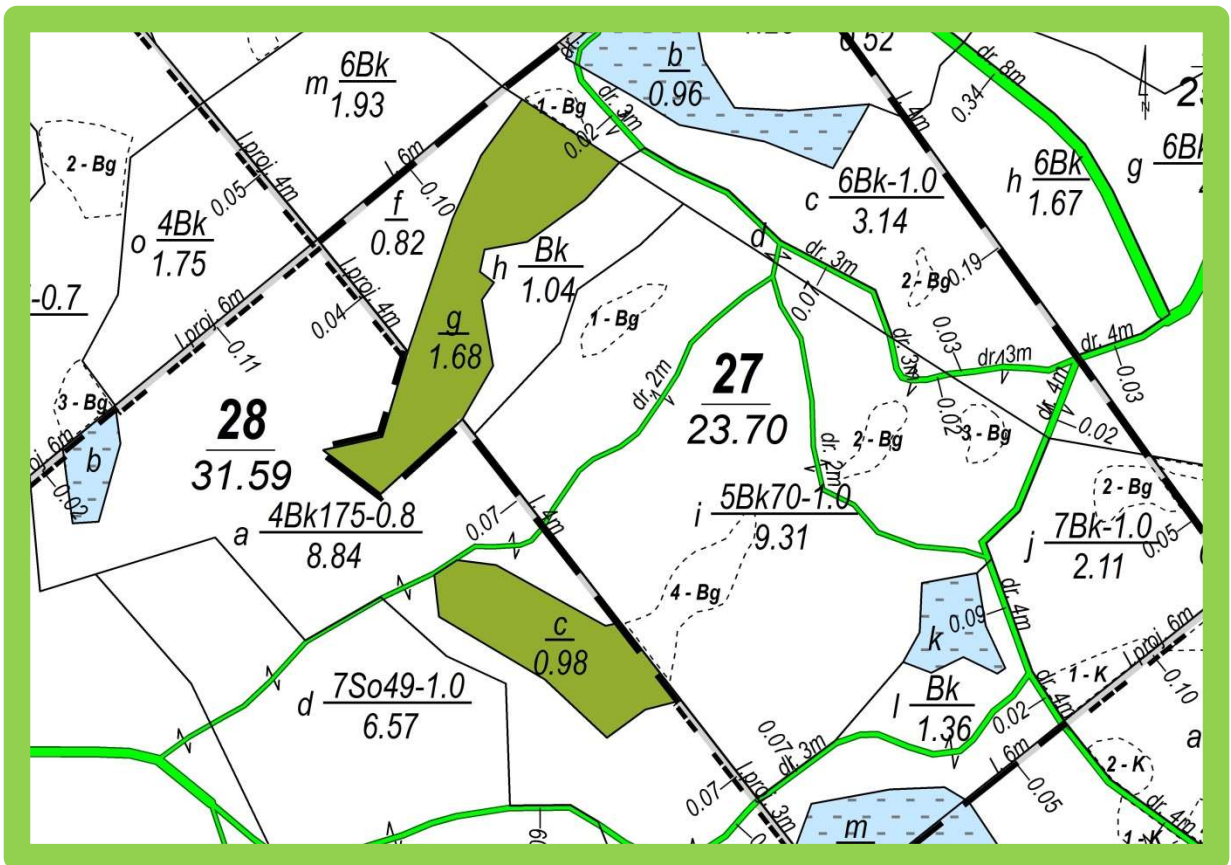 m 6Bk
1.93
b
0.96
0.52
dr. 8m
0.34
l. 4m
l.proj. 4m
0.05
l. 6m
0.10
1 - Bg
0.02
dr. 3m
2 - Bg
o 4Bk
1.75
f
0.82
c 6Bk-1.0
3.14
h 6Bk
1.67
g 6Bk
N
-0.7
l.proj. 6m
0.11
l.proj. 4m
0.04
h Bk
1.04
g
1.68
1 - Bg
d
dr. 3m
0.07
2 - Bg
0.19
dr. 3m
0.03
dr. 3m
dr. 4m
0.03
3 - Bg
b
0.02
28
31.59
dr. 2m
27
23.70
0.02
dr. 4m
0.02
2 - Bg
3 - Bg
dr. 2m
2 - Bg
a 4Bk175-0.8
8.84
0.07
l. 4m
i 5Bk70-1.0
9.31
j 7Bk-1.0
2.11
0.05
4 - Bg
c
0.98
k
0.09
dr. 4m
d 7So49-1.0
6.57
l Bk
1.36
0.02
dr. 4m
1 - K
l.proj. 6m
0.10
a
0.07
dr. 3m
0.07
l.proj. 3m
l. 6m
0.05
2 - K
dr. 4m
1 - K
m